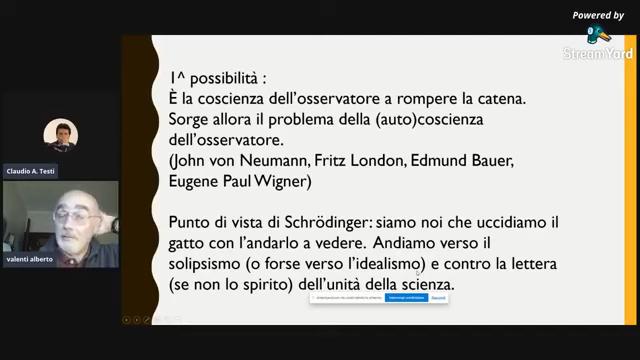 Powered by
StreamYard
1^ possibilità :
È la coscienza dell'osservatore a rompere la catena.
Sorge allora il problema della (auto)coscienza
dell'osservatore.
(John von Neumann, Fritz London, Edmund Bauer,
Eugene Paul Wigner)
Punto di vista di Schrödinger: siamo noi che uccidiamo il
gatto con l'andarlo a vedere. Andiamo verso il
solipsismo (o forse verso l'idealismo) e contro la lettera
(se non lo spirito) dell'unità della scienza.
Claudio A. Testi
valenti alberto